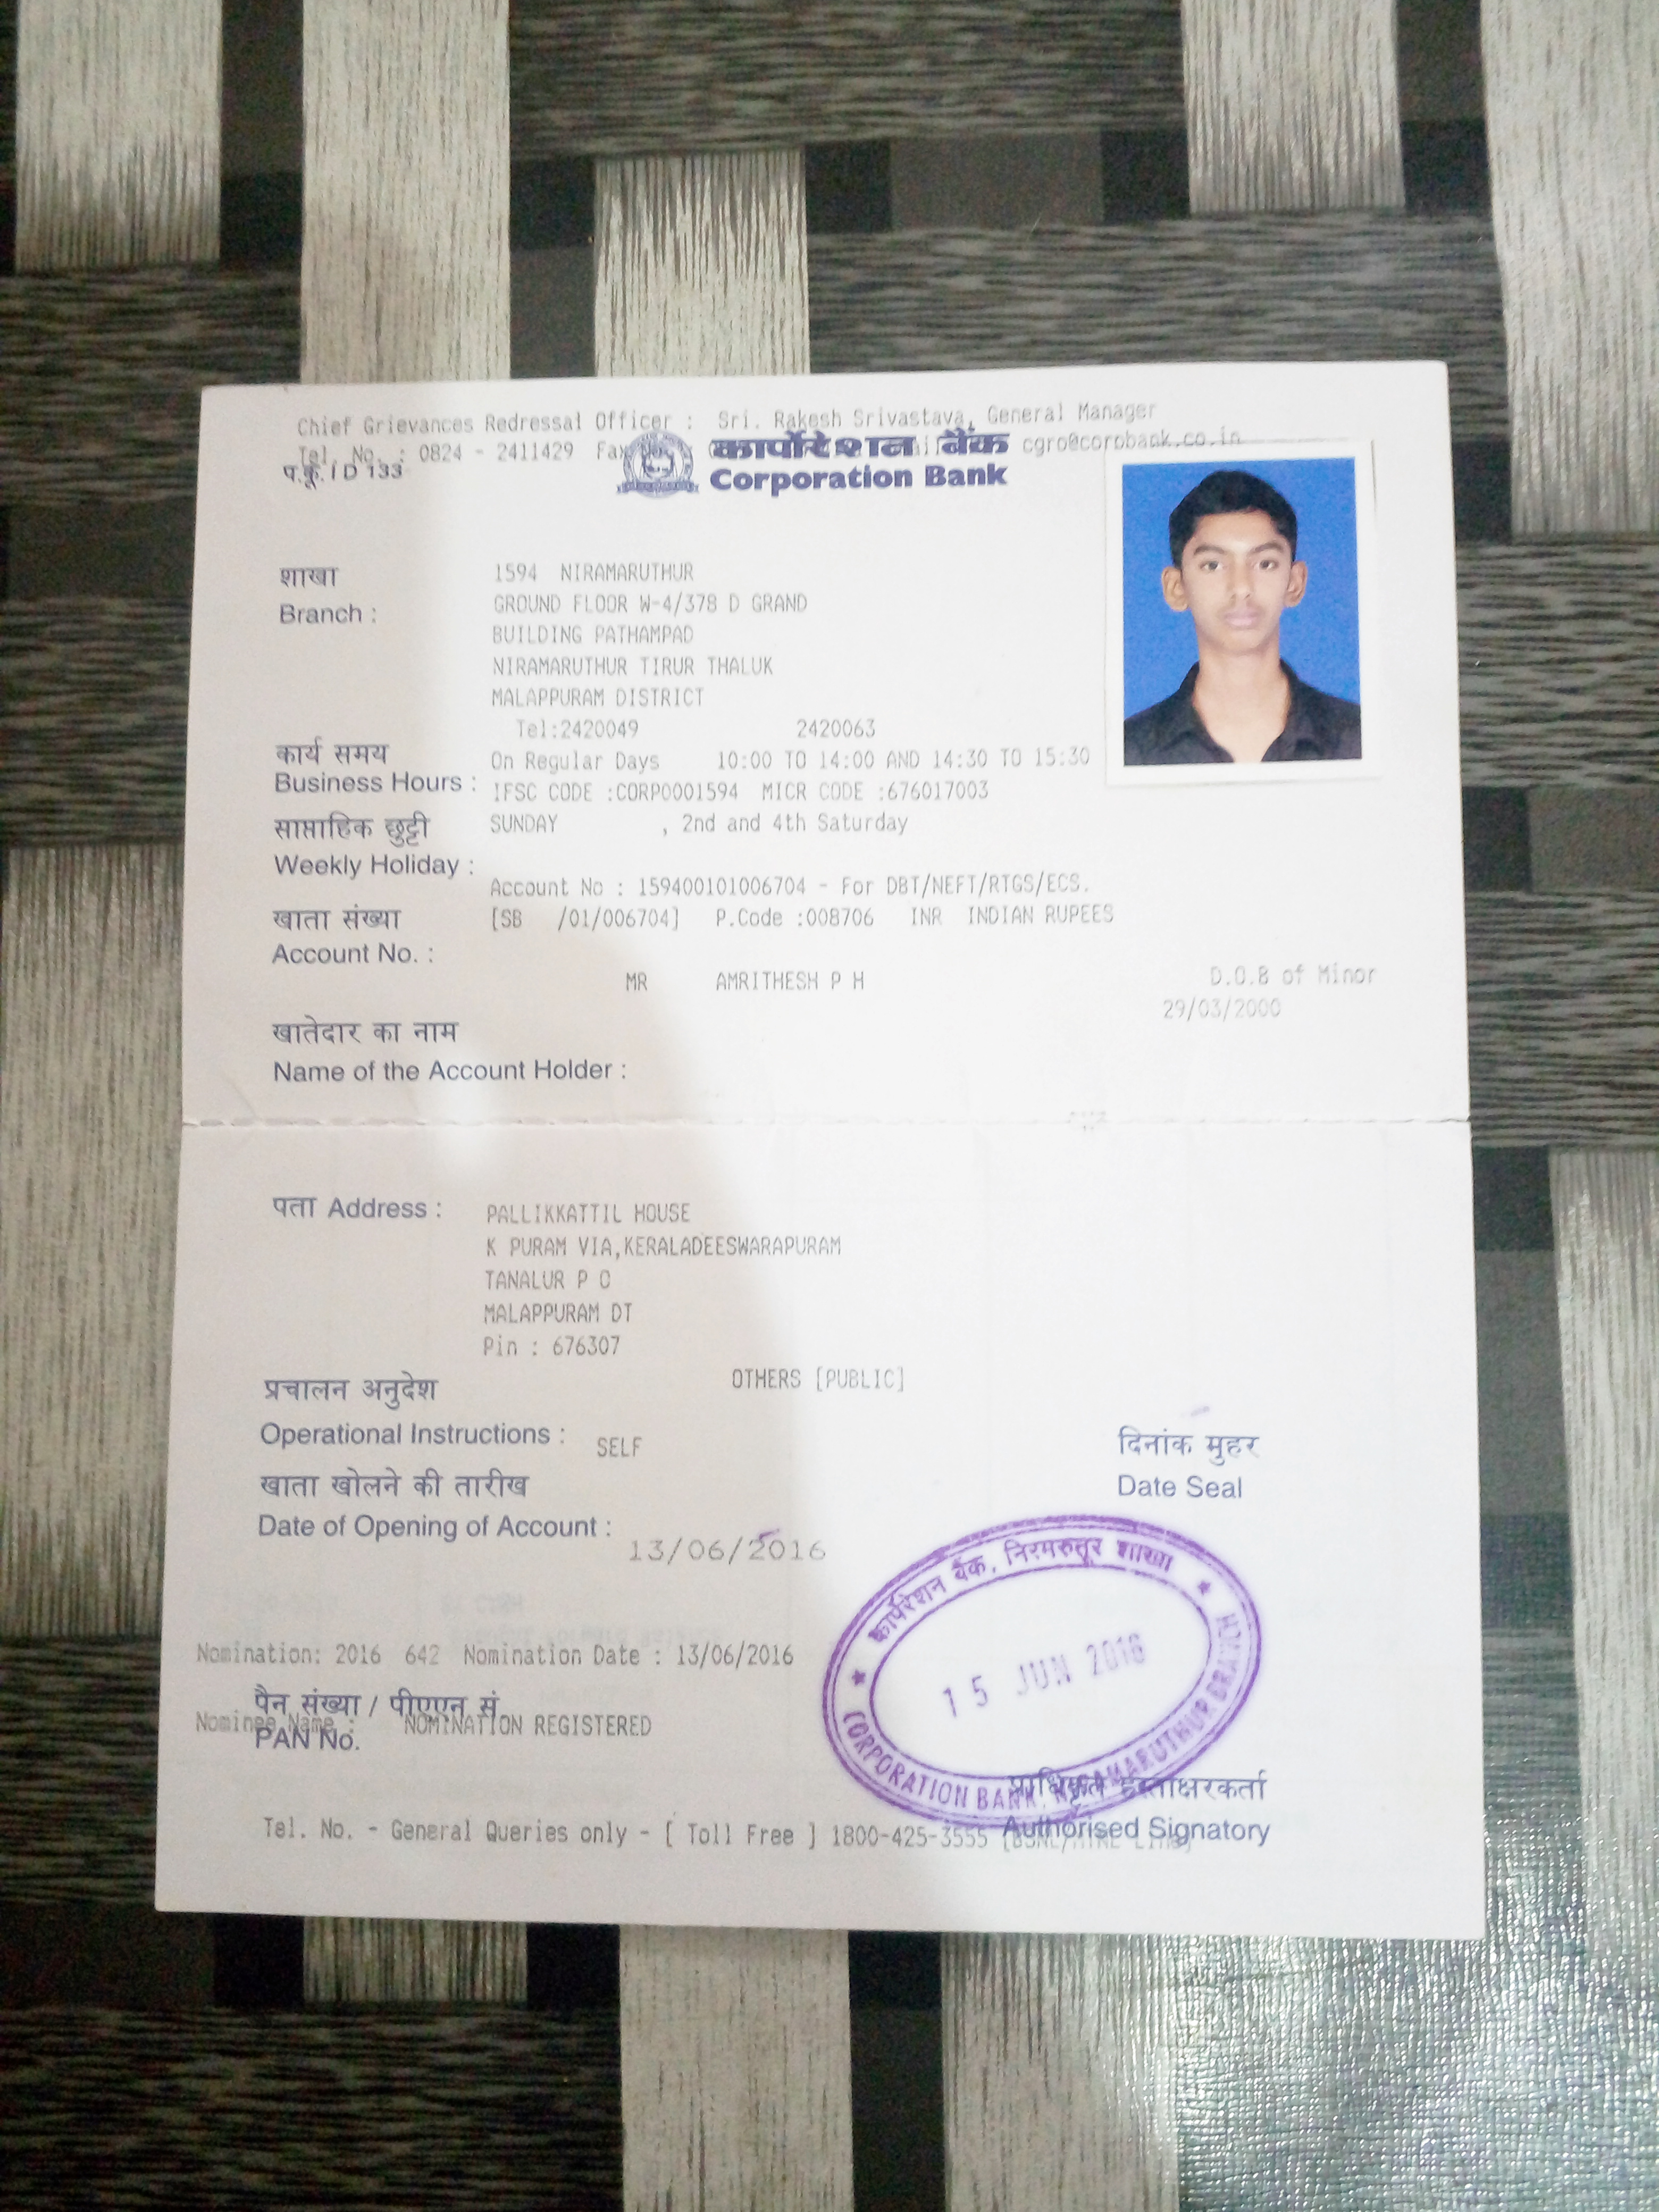 Chief Grievances Redressal Officer : Sri. Rakesh Srivastava, General Manager
Tel. No. : 0824 - 2411429 Fax cgro@corpbank.co.in
प.कू. / D 133
कार्पोरेशन बैंक
Corporation Bank
शाखा
Branch :
1594 NIRAMARUTHUR
GROUND FLOOR W-4/378 D GRAND
BUILDING PATHAMPAD
NIRAMARUTHUR TIRUR THALUK
MALAPPURAM DISTRICT
Tel:2420049 2420063
कार्य समय
Business Hours :
On Regular Days 10:00 TO 14:00 AND 14:30 TO 15:30
IFSC CODE :CORP0001594 MICR CODE :676017003
साप्ताहिक छुट्टी
Weekly Holiday :
SUNDAY , 2nd and 4th Saturday
Account No : 159400101006704 - For DBT/NEFT/RTGS/ECS.
खाता संख्या
Account No. :
[SB /01/006704] P.Code :008706 INR INDIAN RUPEES
MR AMRITHESH P H
D.O.B of Minor
29/03/2000
खातेदार का नाम
Name of the Account Holder :
पता Address :
PALLIKKATTIL HOUSE
K PURAM VIA,KERALADEESWARAPURAM
TANALUR P O
MALAPPURAM DT
Pin : 676307
OTHERS [PUBLIC]
प्रचालन अनुदेश
Operational Instructions : SELF
खाता खोलने की तारीख
Date of Opening of Account : 13/06/2016
दिनांक मुहर
Date Seal
कार्पोरेशन बैंक, निरमरुतूर शाखा
15 JUN 2016
CORPORATION BANK, NIRAMARUTHUR BRANCH
Nomination: 2016 642 Nomination Date : 13/06/2016
पैन संख्या / पीएएन सं.
PAN No.
Nominee Name : NOMINATION REGISTERED
प्राधिकृत हस्ताक्षरकर्ता
Authorised Signatory
Tel. No. - General Queries only - [ Toll Free ] 1800-425-3555